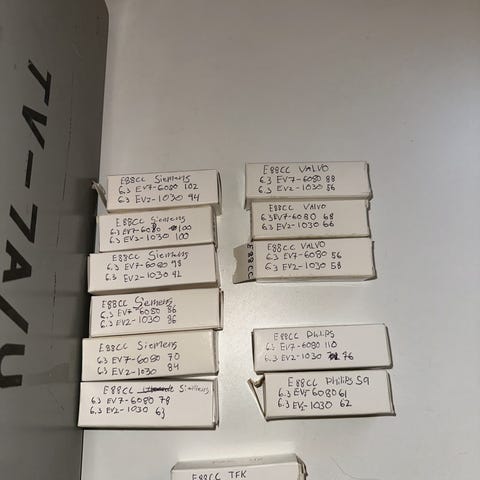 TV-7A/U
E88CC Siemens
6.3 EV7-6080 102
6.3 EV2-1030 94
E88CC Siemens
6.3 EV7-6080 100
6.3 EV2-1030 100
E88CC Siemens
6.3 EV7-6080 98
6.3 EV2-1030 92
E88CC Siemens
6.3 EV7 6080 86
6.3 EV2-1030 96
E88CC Siemens
6.3 EV7-6080 70
6.3 EV2-1030 84
E88CC Siemens
6.3 EV7-6080 78
6.3 EV2-1030 63
E88CC VALVO
6.3 EV7-6080 88
6.3 EV2-1030 56
E88CC VALVO
6.3 EV7-6080 68
6.3 EV2-1030 66
E88CC
E88CC VALVO
6.3 EV7-6080 56
6.3 EV2-1030 58
E88CC Philips
6.3 EV7-6080 110
6.3 EV2-1030 76
E88CC Philips 59
6.3 6080 61
6.3 1030 62
E88CC TFK